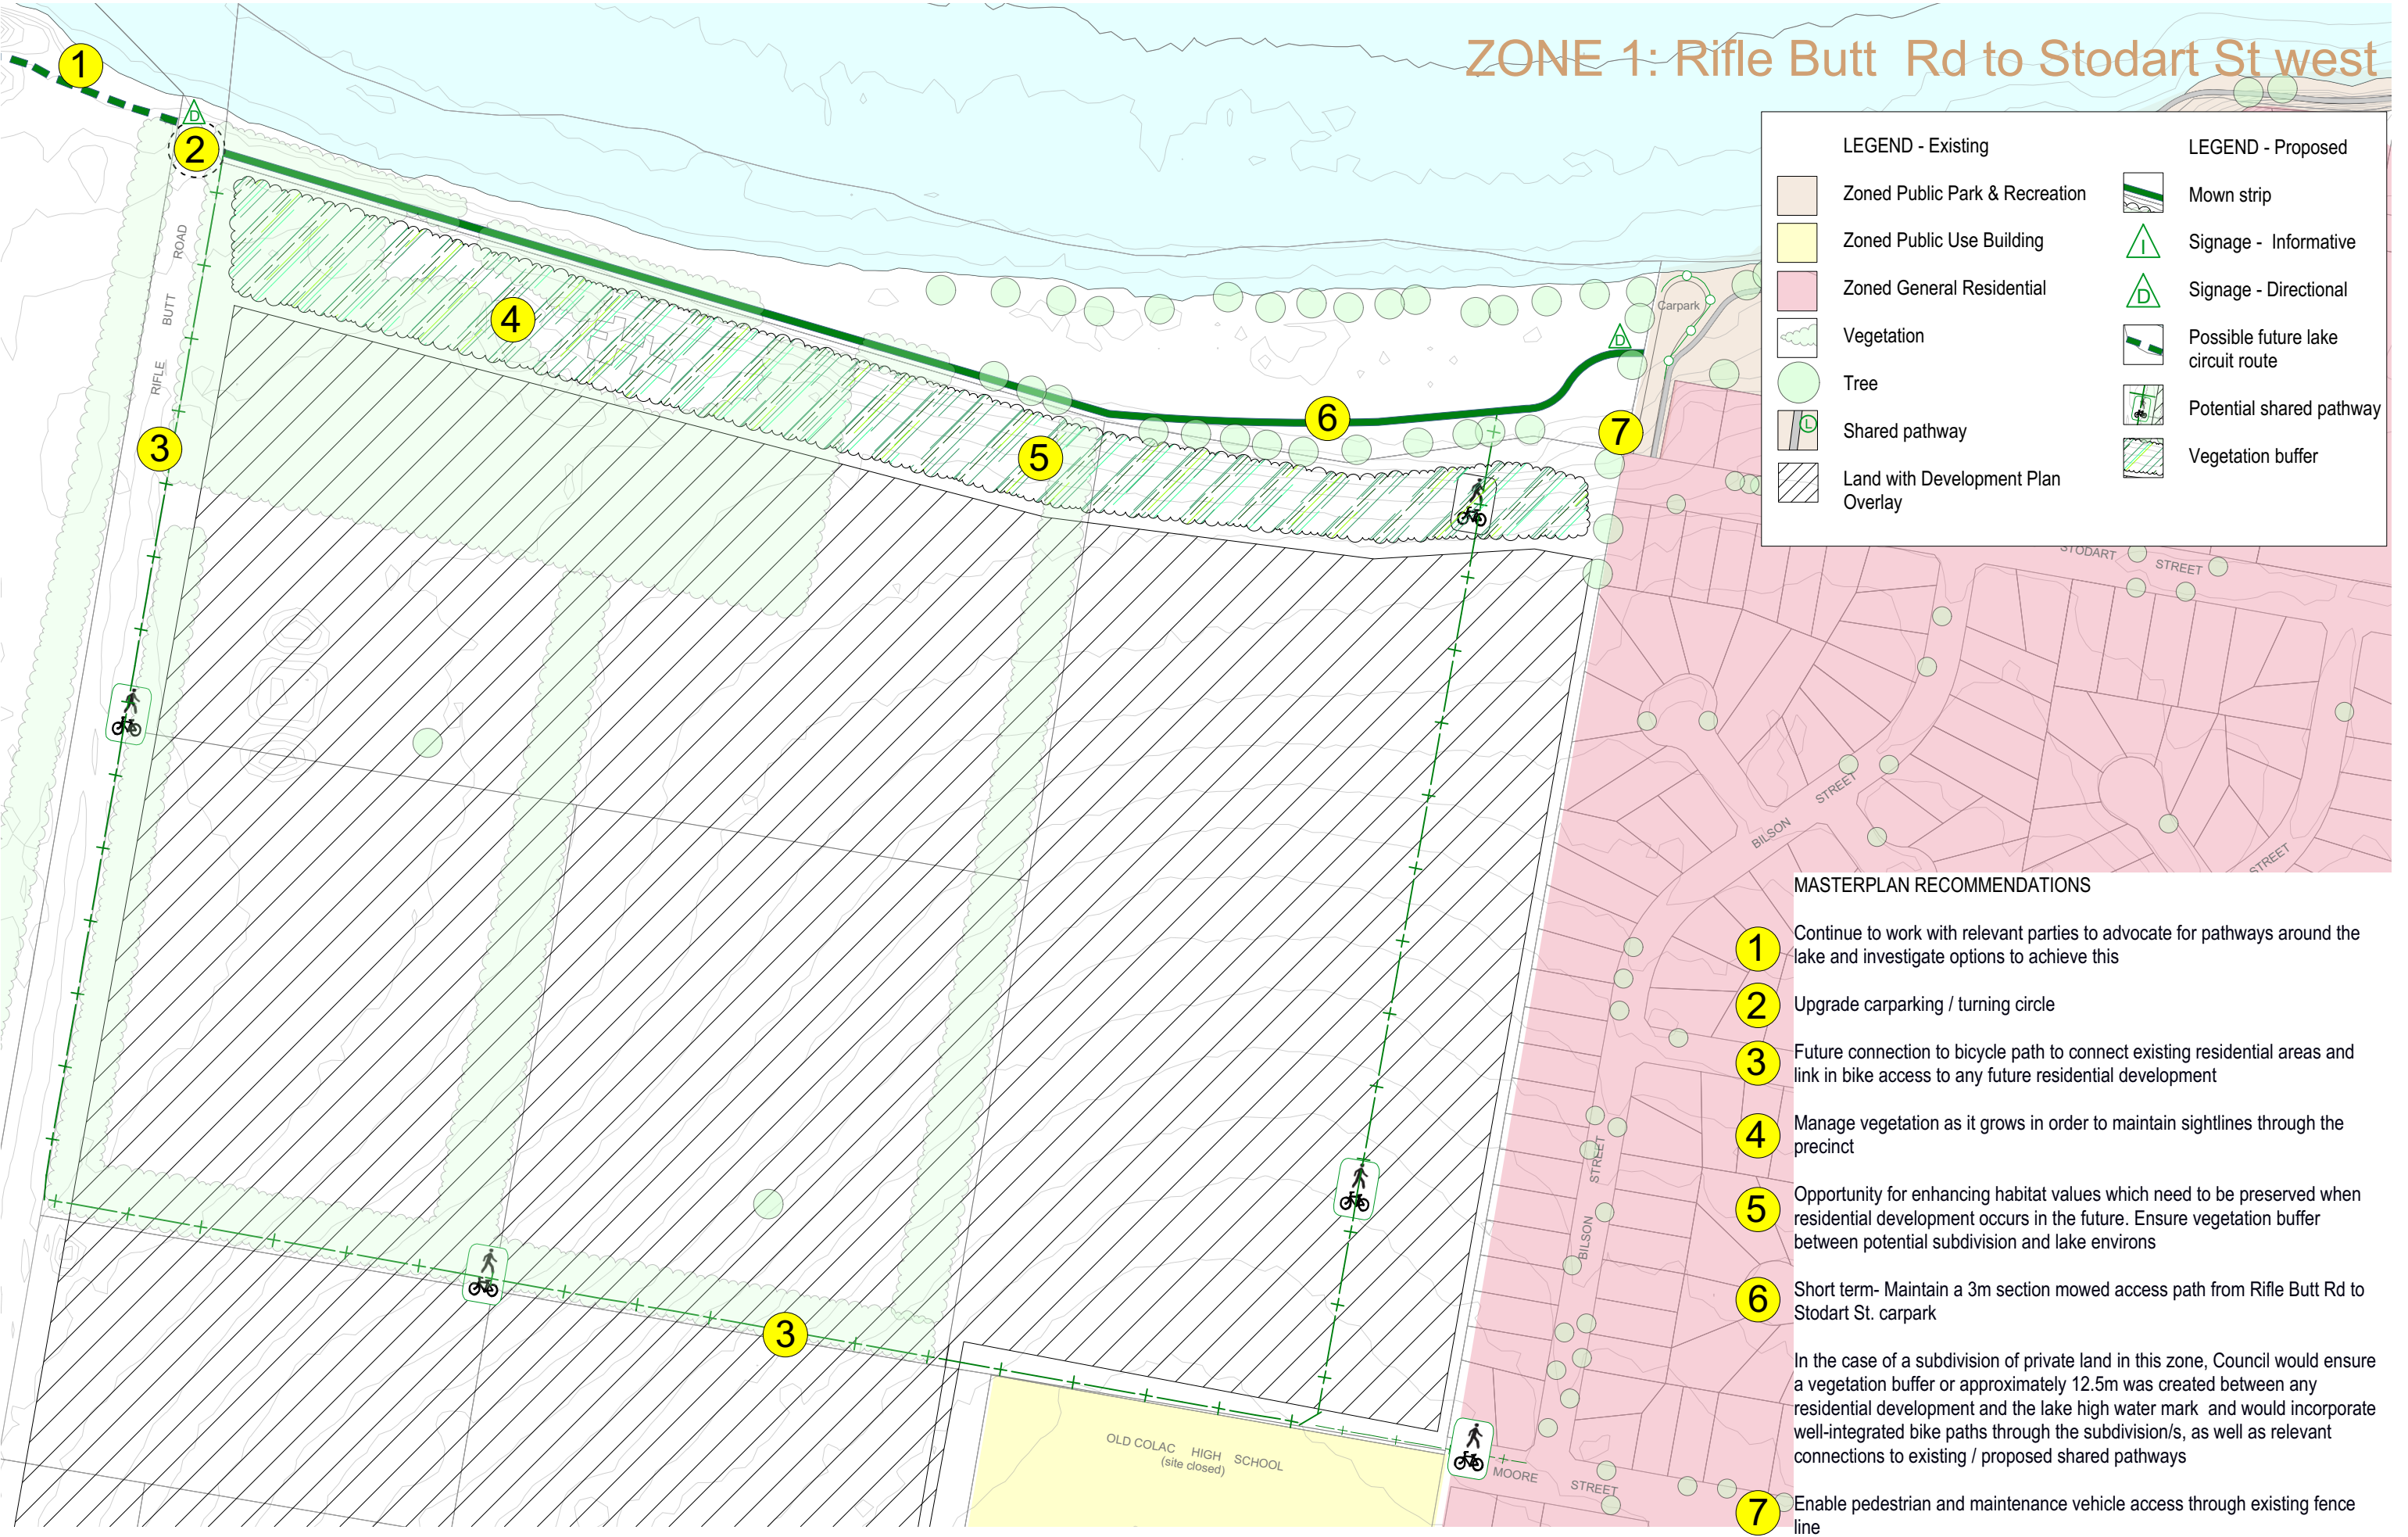 ZONE 1: Rifle Butt Rd to Stodart St west
1
D
2
LEGEND - Existing
Zoned Public Park & Recreation
Zoned Public Use Building
Zoned General Residential
Vegetation
Tree
L
Shared pathway
Land with Development Plan
Overlay
LEGEND - Proposed
Mown strip
I
Signage - Informative
D
Signage - Directional
Possible future lake
circuit route
Potential shared pathway
Vegetation buffer
RIFLE BUTT ROAD
Carpark
D
4
6
7
3
5
STODART STREET
STREET
BILSON
STREET
STREET
BILSON
3
OLD COLAC HIGH SCHOOL
(site closed)
MOORE STREET
MASTERPLAN RECOMMENDATIONS
1 Continue to work with relevant parties to advocate for pathways around the
lake and investigate options to achieve this
2 Upgrade carparking / turning circle
3 Future connection to bicycle path to connect existing residential areas and
link in bike access to any future residential development
4 Manage vegetation as it grows in order to maintain sightlines through the
precinct
5 Opportunity for enhancing habitat values which need to be preserved when
residential development occurs in the future. Ensure vegetation buffer
between potential subdivision and lake environs
6 Short term- Maintain a 3m section mowed access path from Rifle Butt Rd to
Stodart St. carpark
In the case of a subdivision of private land in this zone, Council would ensure
a vegetation buffer or approximately 12.5m was created between any
residential development and the lake high water mark and would incorporate
well-integrated bike paths through the subdivision/s, as well as relevant
connections to existing / proposed shared pathways
7 Enable pedestrian and maintenance vehicle access through existing fence
line